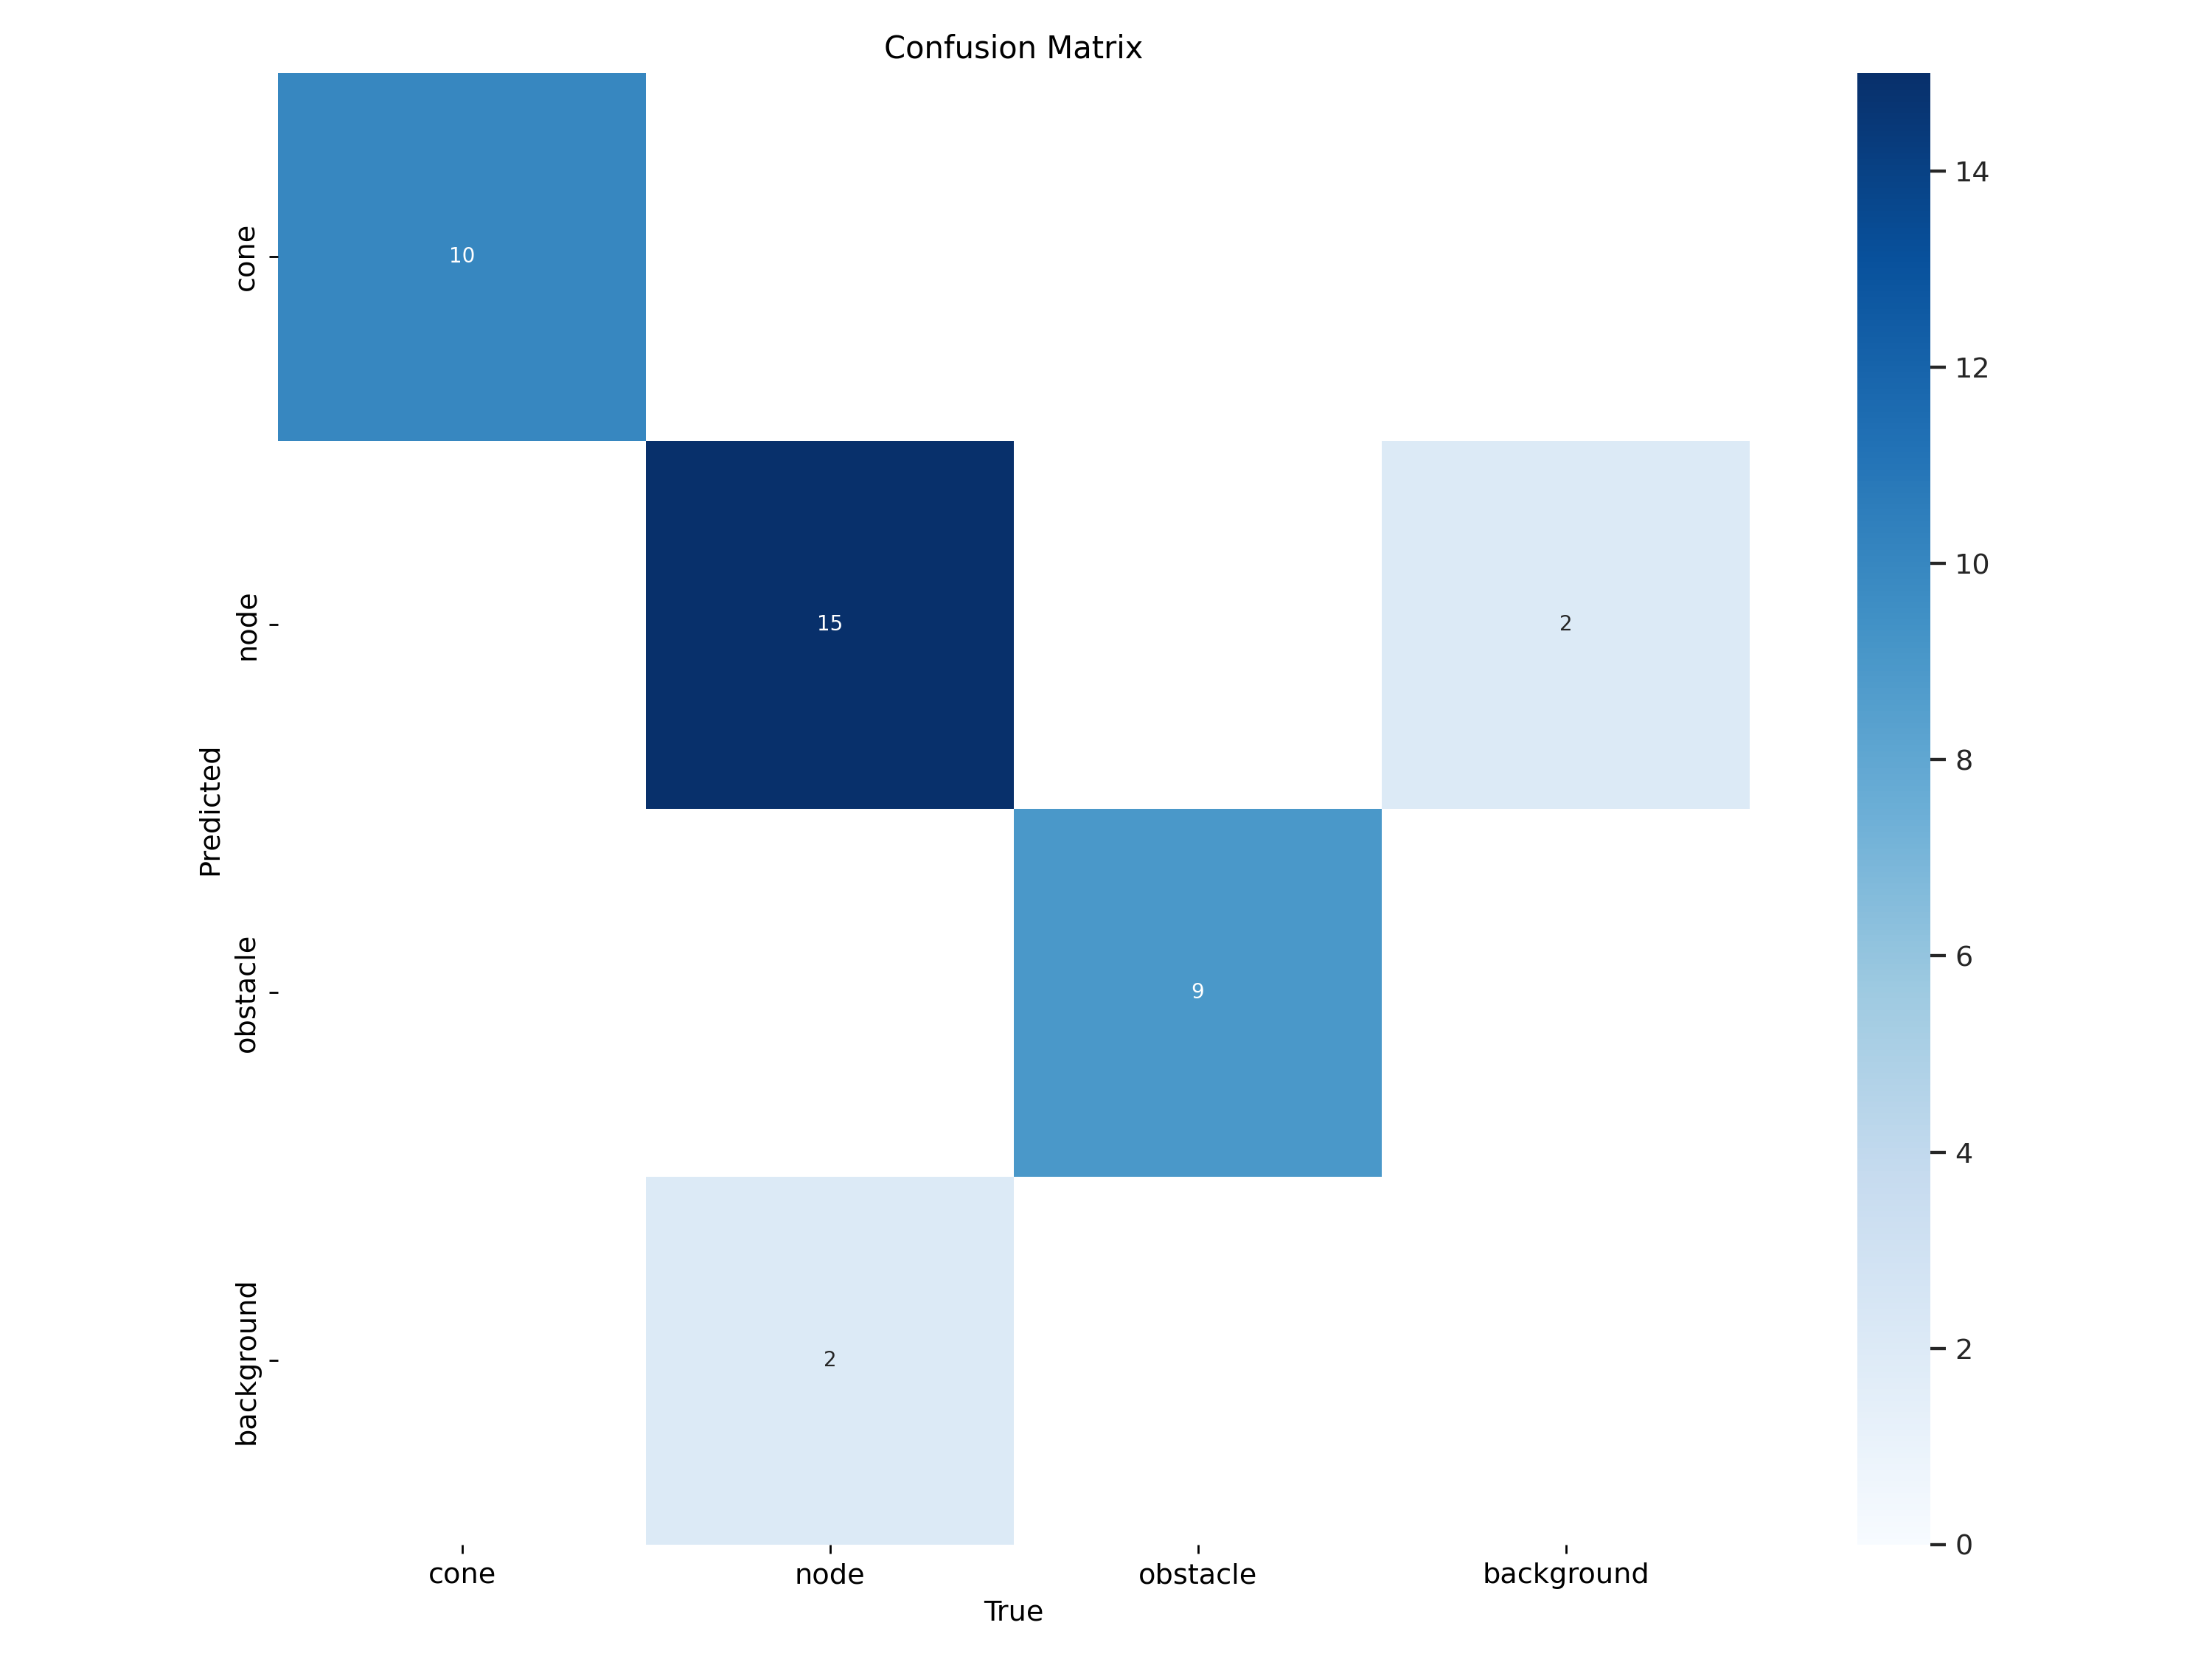 Confusion Matrix
cone
10
node
15
2
Predicted
obstacle
9
background
2
cone node obstacle background
True
14
12
10
8
6
4
2
0